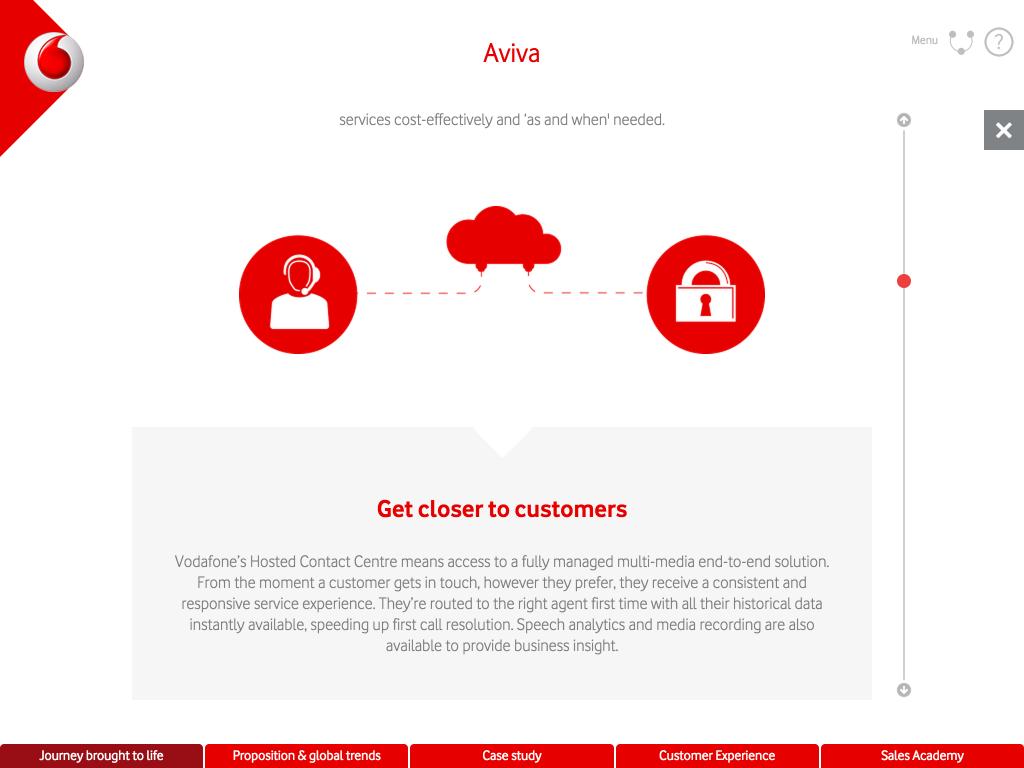 Aviva
Menu
?
services cost-effectively and 'as and when' needed.
Get closer to customers
Vodafone's Hosted Contact Centre means access to a fully managed multi-media end-to-end solution.
From the moment a customer gets in touch, however they prefer, they receive a consistent and
responsive service experience. They're routed to the right agent first time with all their historical data
instantly available, speeding up first call resolution. Speech analytics and media recording are also
available to provide business insight.
Journey brought to life
Proposition & global trends
Case study
Customer Experience
Sales Academy